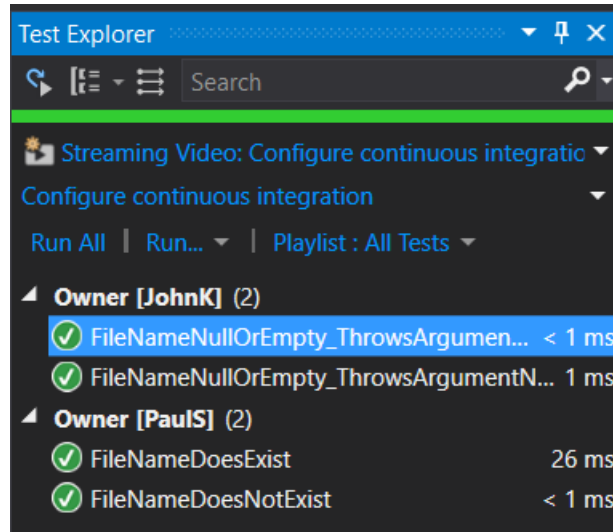 Test Explorer
Search
Streaming Video: Configure continuous integratio
Configure continuous integration
Run All | Run... | Playlist : All Tests
Owner [JohnK] (2)
FileNameNullOrEmpty_ThrowsArgumen... < 1 ms
FileNameNullOrEmpty_ThrowsArgumentN... 1 ms
Owner [PaulS] (2)
FileNameDoesExist 26 ms
FileNameDoesNotExist < 1 ms